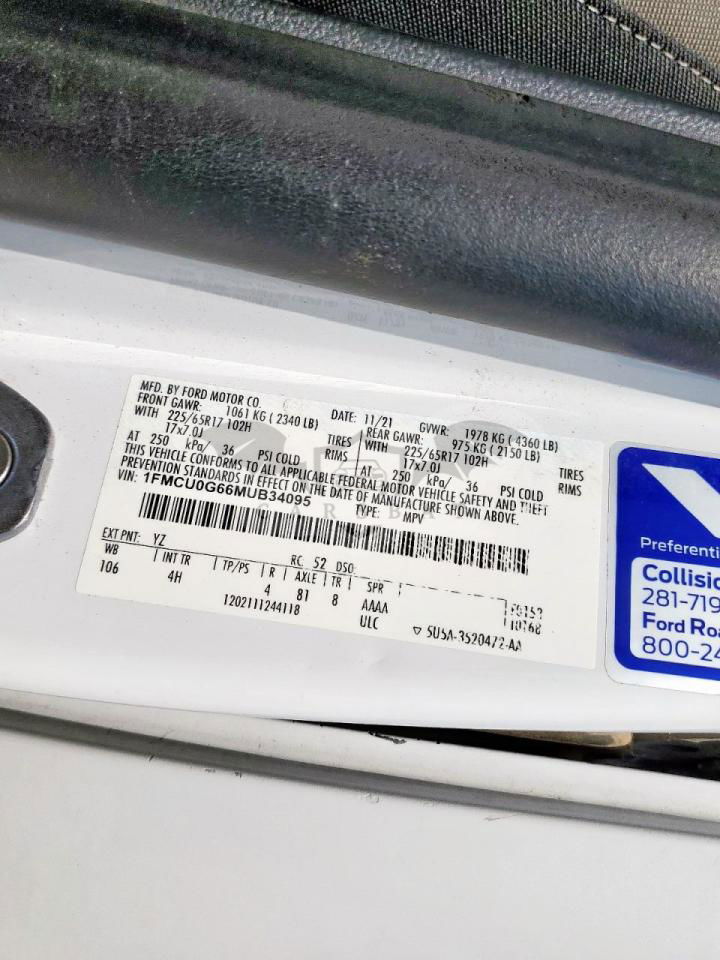 MFD. BY FORD MOTOR CO.
DATE: 11/21 GVWR: 1978 KG ( 4360 LB)
FRONT GAWR: 1061 KG ( 2340 LB) REAR GAWR: 975 KG ( 2150 LB)
WITH 225/65R17 102H TIRES WITH 225/65R17 102H TIRES
17x7.0J RIMS 17x7.0J RIMS
AT 250 kPa/ 36 PSI COLD AT 250 kPa/ 36 PSI COLD
THIS VEHICLE CONFORMS TO ALL APPLICABLE FEDERAL MOTOR VEHICLE SAFETY AND THEFT
PREVENTION STANDARDS IN EFFECT ON THE DATE OF MANUFACTURE SHOWN ABOVE.
VIN: 1FMCU0G66MUB34095
TYPE: MPV
EXT PNT: YZ RC: 52 DSO:
WB INT TR TP/PS R AXLE TR SPR
106 4H 4 81 8 AAAA
1202111244118 ULC
10168
▽ 5U5A-3520472-AA
Preferenti
Collisio
281-719
Ford Roa
800-24